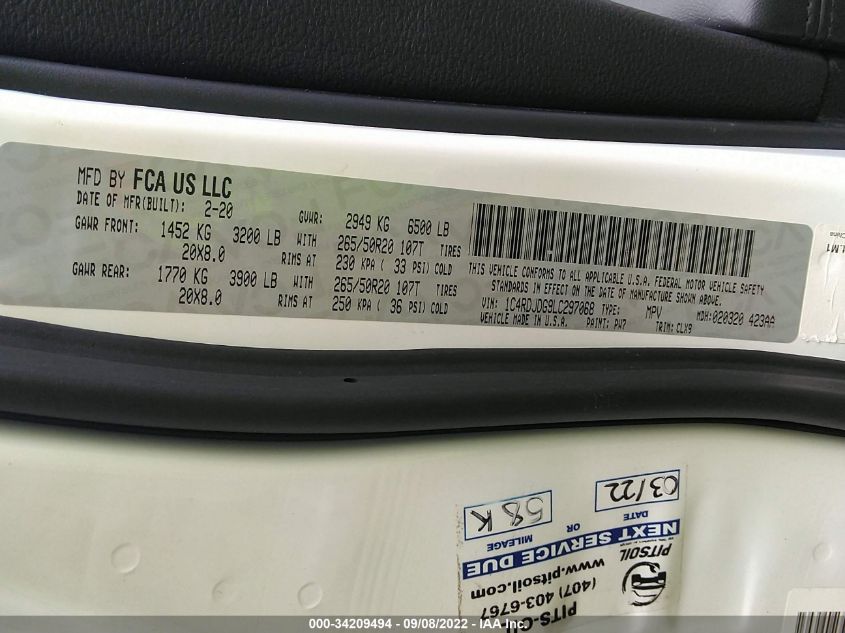 MFD BY FCA US LLC
DATE OF MFR(BUILT): 2-20
GVWR: 2949 KG 6500 LB
GAWR FRONT: 1452 KG 3200 LB WITH 265/50R20 107T TIRES
20X8.0 RIMS AT 230 KPA ( 33 PSI) COLD
GAWR REAR: 1770 KG 3900 LB WITH 265/50R20 107T TIRES
20X8.0 RIMS AT 250 KPA ( 36 PSI) COLD
THIS VEHICLE CONFORMS TO ALL APPLICABLE U.S.A. FEDERAL MOTOR VEHICLE SAFETY
STANDARDS IN EFFECT ON THE DATE OF MANUFACTURE SHOWN ABOVE.
VIN: 1C4RDJDG9LC297068 TYPE: MPV MDH:020320 423AA
VEHICLE MADE IN U.S.A. PAINT: PW7 TRIM: CLX9
LM1
China
(407) 403-6767
www.pitsoil.com
PITSOIL
NEXT SERVICE DUE
DATE OR MILEAGE
03/22 58K
000-34209494 - 09/08/2022 - IAA Inc.